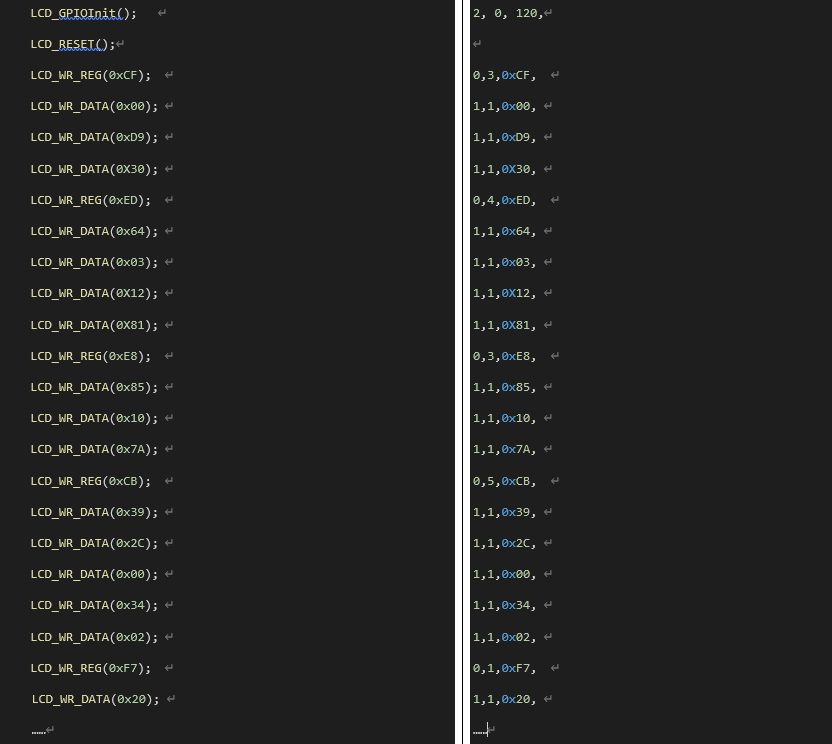 LCD_GPIOInit(); ↵
LCD_RESET();↵
LCD_WR_REG(0xCF); ↵
LCD_WR_DATA(0x00); ↵
LCD_WR_DATA(0xD9); ↵
LCD_WR_DATA(0X30); ↵
LCD_WR_REG(0xED); ↵
LCD_WR_DATA(0x64); ↵
LCD_WR_DATA(0x03); ↵
LCD_WR_DATA(0X12); ↵
LCD_WR_DATA(0X81); ↵
LCD_WR_REG(0xE8); ↵
LCD_WR_DATA(0x85); ↵
LCD_WR_DATA(0x10); ↵
LCD_WR_DATA(0x7A); ↵
LCD_WR_REG(0xCB); ↵
LCD_WR_DATA(0x39); ↵
LCD_WR_DATA(0x2C); ↵
LCD_WR_DATA(0x00); ↵
LCD_WR_DATA(0x34); ↵
LCD_WR_DATA(0x02); ↵
LCD_WR_REG(0xF7); ↵
LCD_WR_DATA(0x20); ↵
……↵
2, 0, 120,↵
↵
0,3,0xCF, ↵
1,1,0x00, ↵
1,1,0xD9, ↵
1,1,0X30, ↵
0,4,0xED, ↵
1,1,0x64, ↵
1,1,0x03, ↵
1,1,0X12, ↵
1,1,0X81, ↵
0,3,0xE8, ↵
1,1,0x85, ↵
1,1,0x10, ↵
1,1,0x7A, ↵
0,5,0xCB, ↵
1,1,0x39, ↵
1,1,0x2C, ↵
1,1,0x00, ↵
1,1,0x34, ↵
1,1,0x02, ↵
0,1,0xF7, ↵
1,1,0x20, ↵
……↵